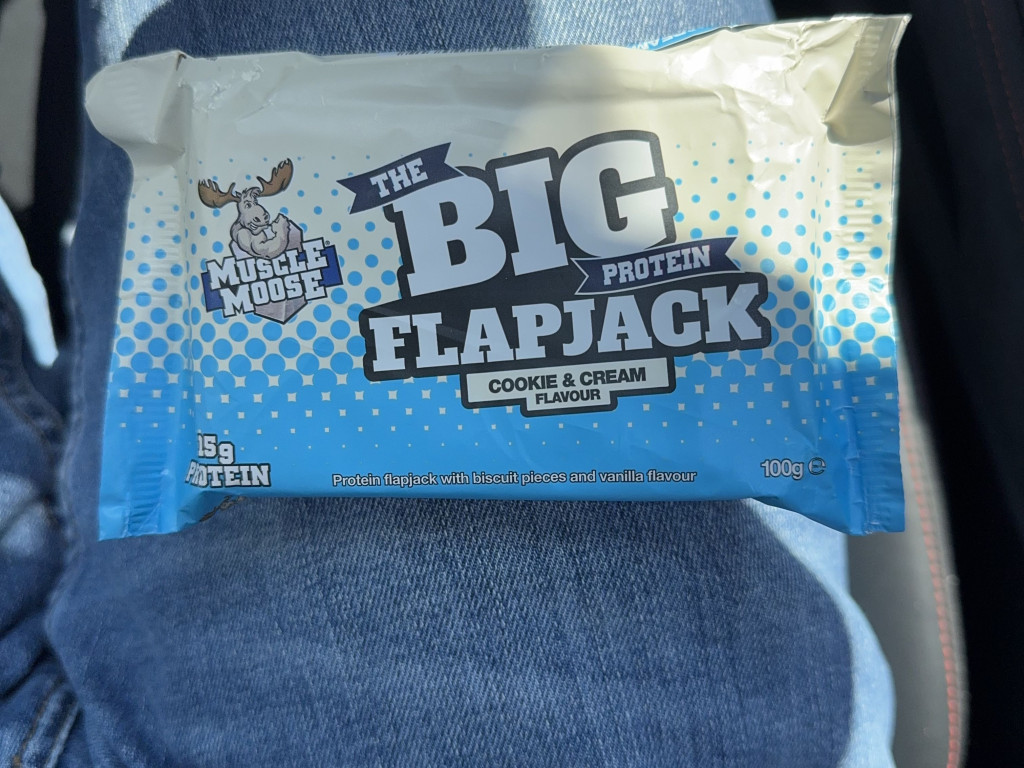 THE
BIG
PROTEIN
FLAPJACK
COOKIE & CREAM
FLAVOUR
MUSCLE
MOOSE
15g
PROTEIN
Protein flapjack with biscuit pieces and vanilla flavour
100g ℮